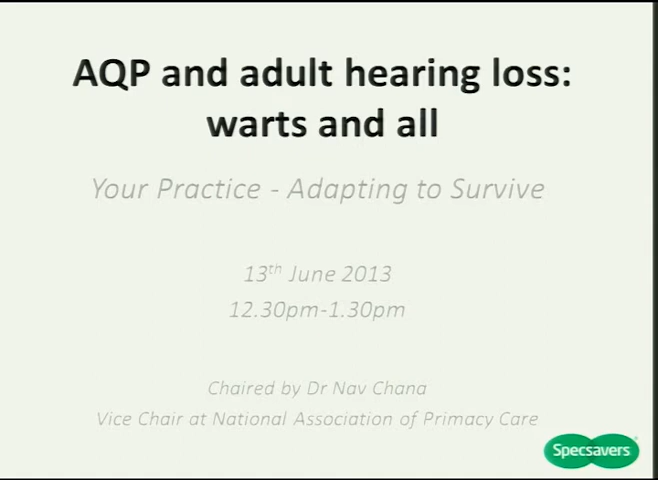 AQP and adult hearing loss:
warts and all
Your Practice - Adapting to Survive
13th June 2013
12.30pm-1.30pm
Chaired by Dr Nav Chana
Vice Chair at National Association of Primacy Care
Specsavers